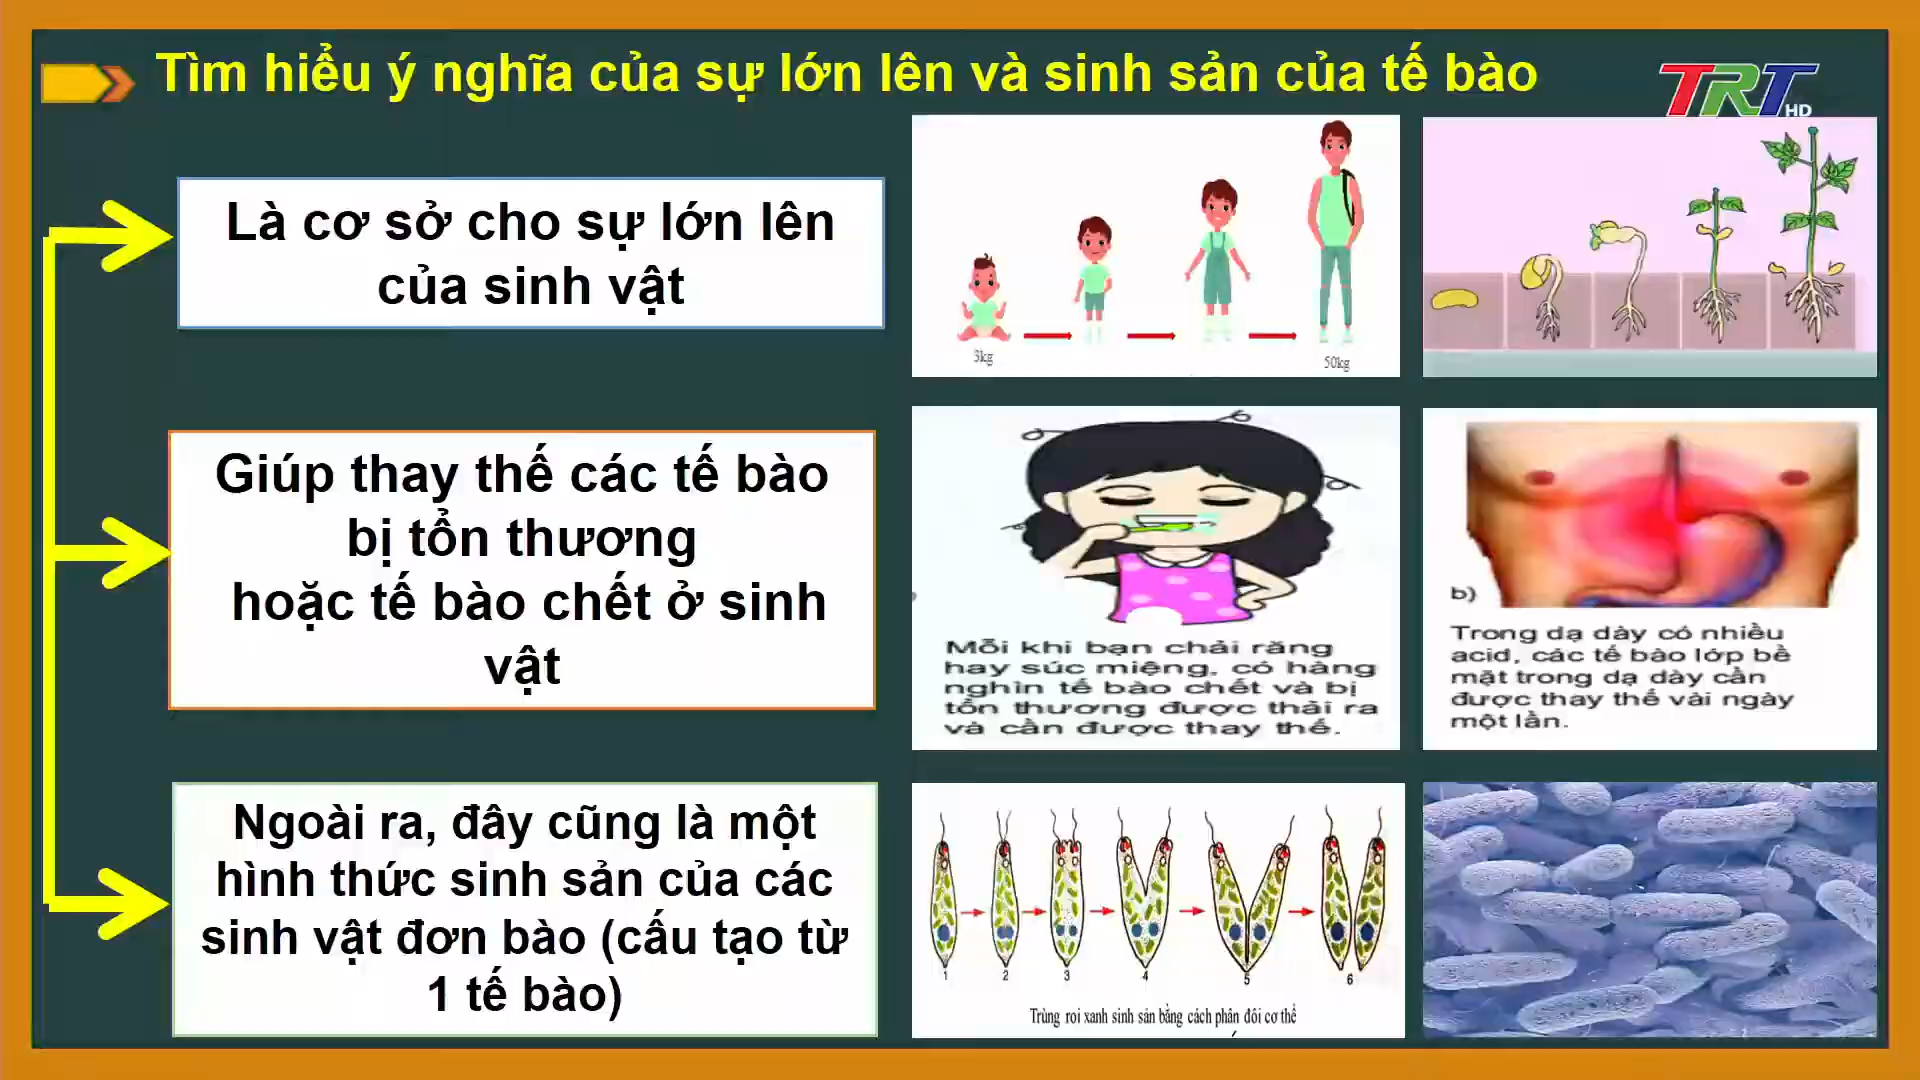 Tìm hiểu ý nghĩa của sự lớn lên và sinh sản của tế bào
TRT HD
Là cơ sở cho sự lớn lên
của sinh vật
3kg
50kg
Giúp thay thế các tế bào
bị tổn thương
hoặc tế bào chết ở sinh
vật
Mỗi khi bạn chải răng
hay súc miệng, có hàng
nghìn tế bào chết và bị
tổn thương được thải ra
và cần được thay thế.
b)
Trong dạ dày có nhiều
acid, các tế bào lớp bề
mặt trong dạ dày cần
được thay thế vài ngày
một lần.
Ngoài ra, đây cũng là một
hình thức sinh sản của các
sinh vật đơn bào (cấu tạo từ
1 tế bào)
1 2 3 4 5 6
Trùng roi xanh sinh sản bằng cách phân đôi cơ thể